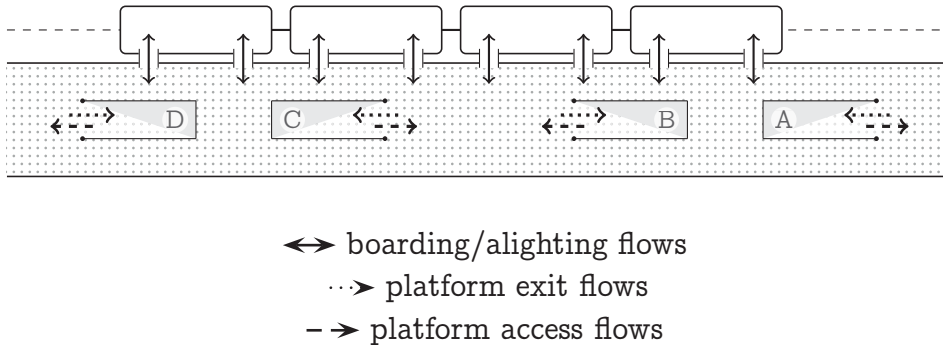 D C B A
boarding/alighting flows
platform exit flows
platform access flows